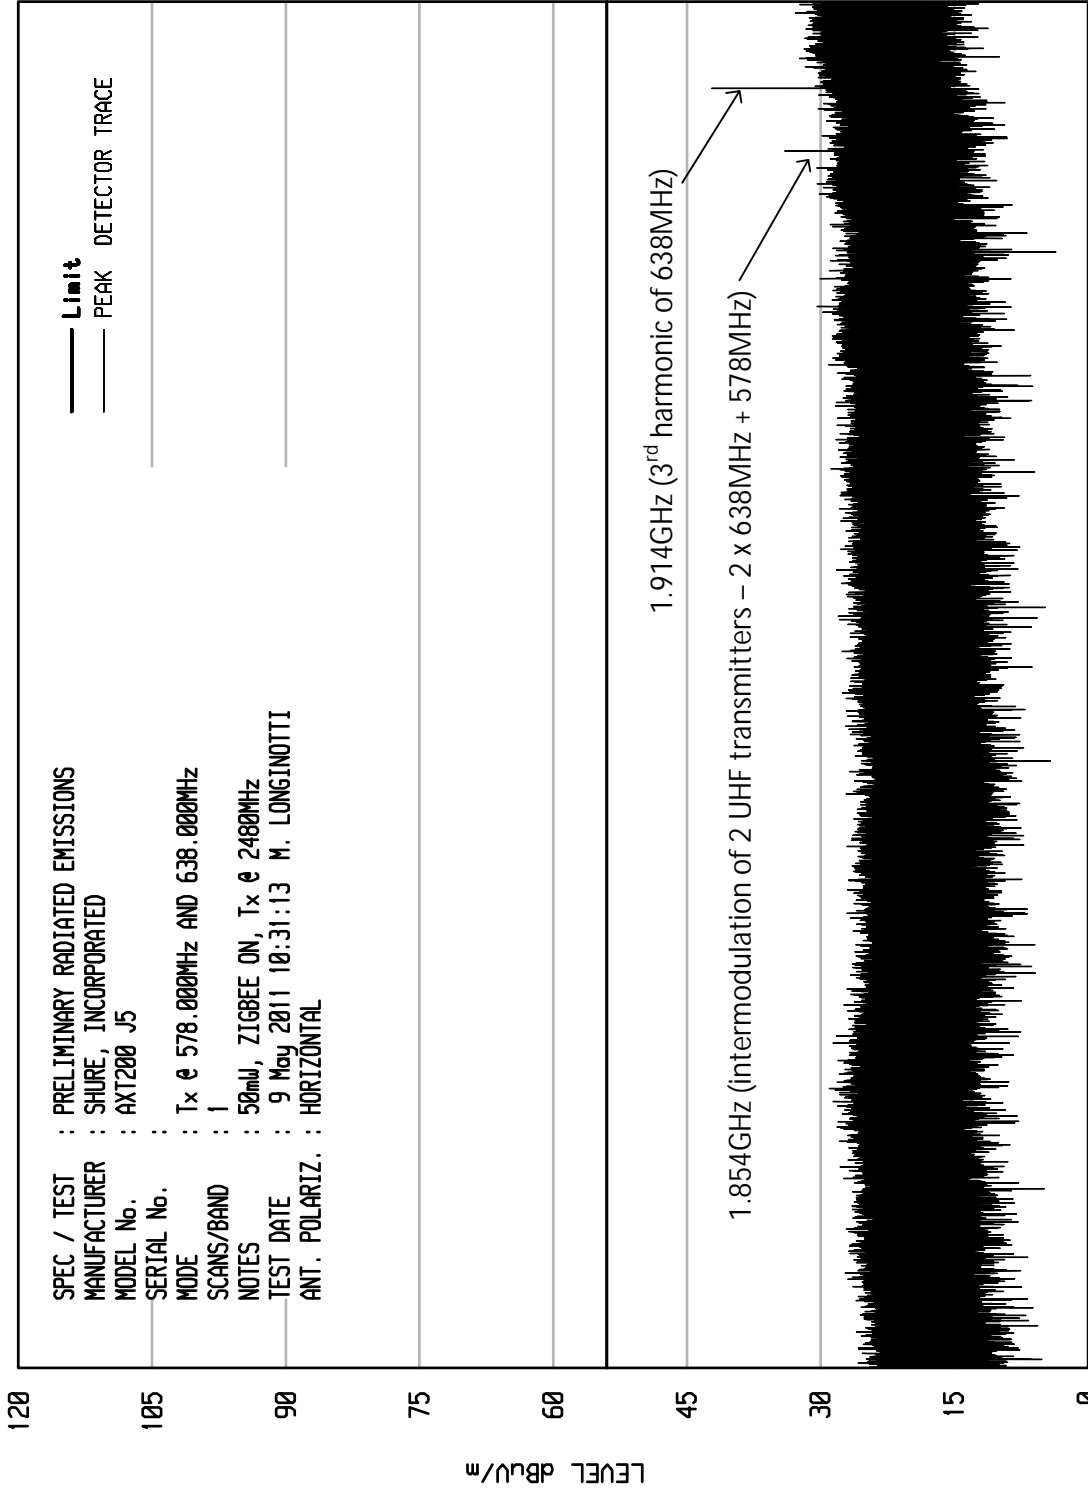 SPEC / TEST : PRELIMINARY RADIATED EMISSIONS
MANUFACTURER : SHURE, INCORPORATED
MODEL No. : AXT200 J5
SERIAL No. :
MODE : Tx @ 578.000MHz AND 638.000MHz
SCANS/BAND : 1
NOTES : 50mW, ZIGBEE ON, Tx @ 2480MHz
TEST DATE : 9 May 2011 10:31:13 M. LONGINOTTI
ANT. POLARIZ. : HORIZONTAL
Limit
PEAK DETECTOR TRACE
1.914GHz (3rd harmonic of 638MHz)
1.854GHz (intermodulation of 2 UHF transmitters – 2 x 638MHz + 578MHz)
120
105
90
75
60
45
30
15
0
LEVEL dBuV/m